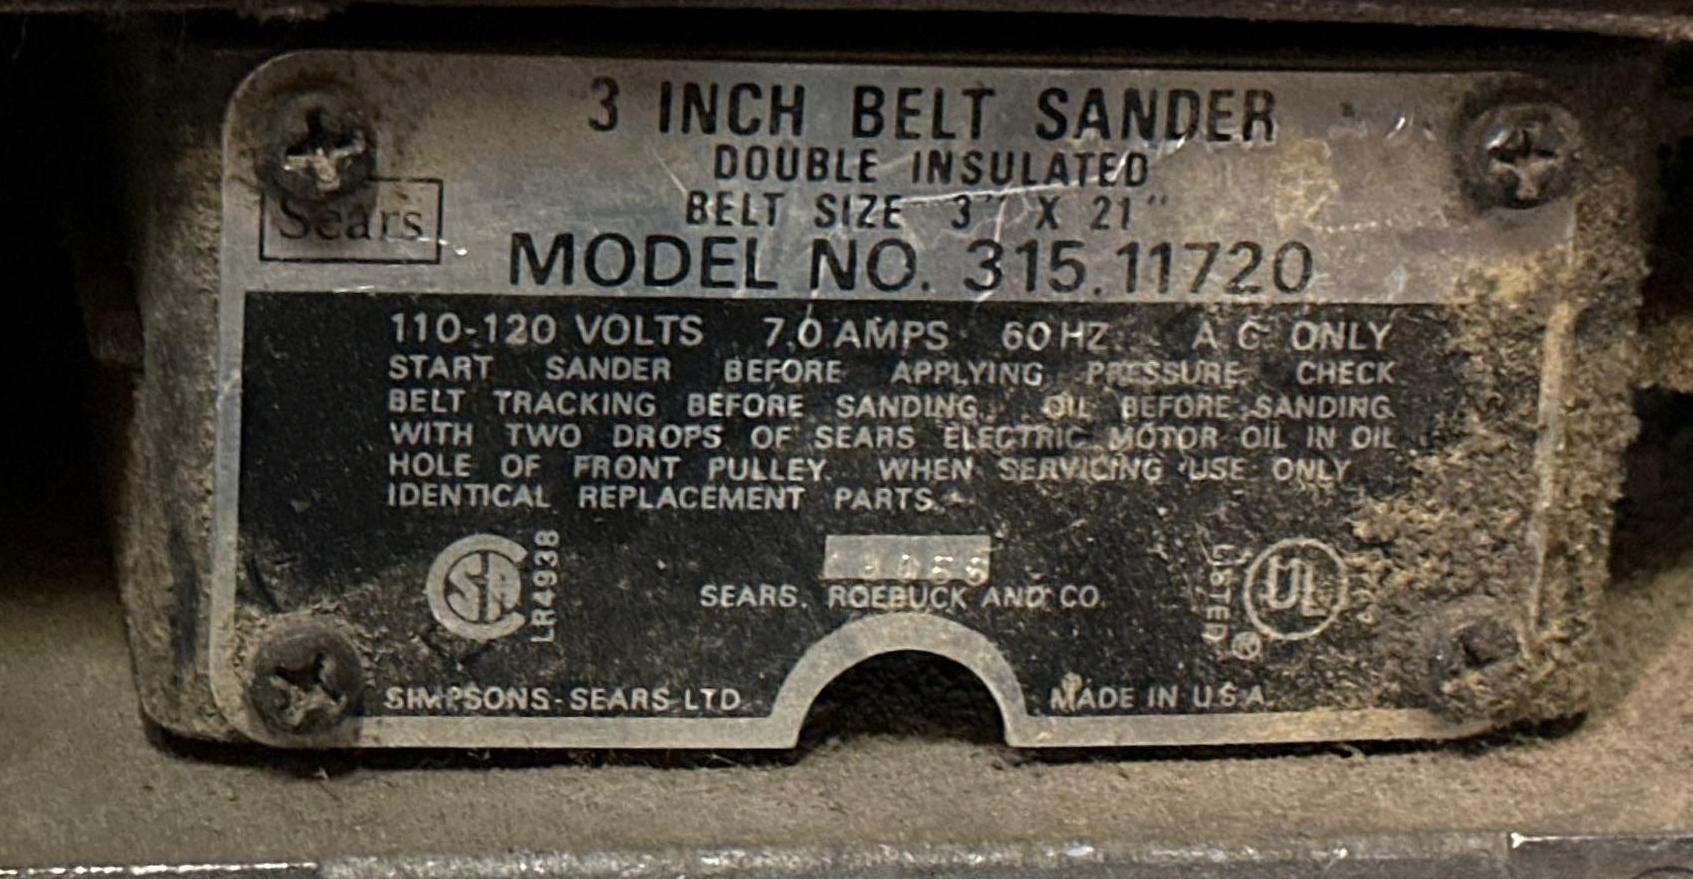 3 INCH BELT SANDER
DOUBLE INSULATED
BELT SIZE 3" X 21"
Sears
MODEL NO. 315.11720
110-120 VOLTS 7.0 AMPS 60 HZ. A C ONLY
START SANDER BEFORE APPLYING PRESSURE. CHECK
BELT TRACKING BEFORE SANDING. OIL BEFORE SANDING
WITH TWO DROPS OF SEARS ELECTRIC MOTOR OIL IN OIL
HOLE OF FRONT PULLEY. WHEN SERVICING USE ONLY
IDENTICAL REPLACEMENT PARTS.
SA
LR4938
SEARS, ROEBUCK AND CO.
LISTED
UL
®
SIMPSONS-SEARS LTD.
MADE IN U.S.A.